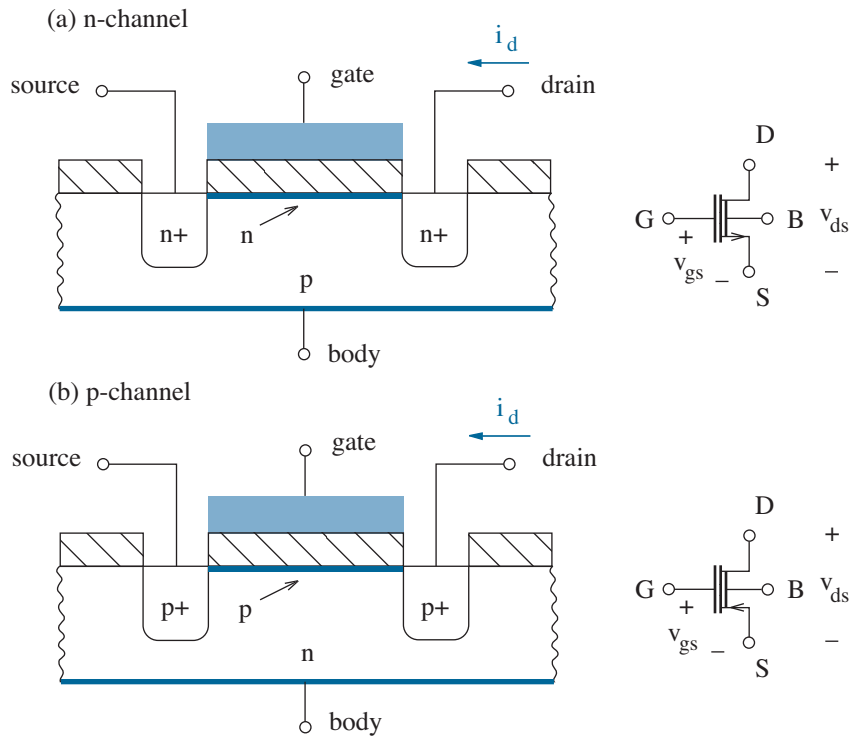 (a) n-channel
i_d
gate
source
drain
D
+
n+
n
n+
G
+
B
v_ds
v_gs
–
–
p
S
body
(b) p-channel
i_d
gate
source
drain
D
+
p+
p
p+
G
+
B
v_ds
v_gs
–
–
n
S
body